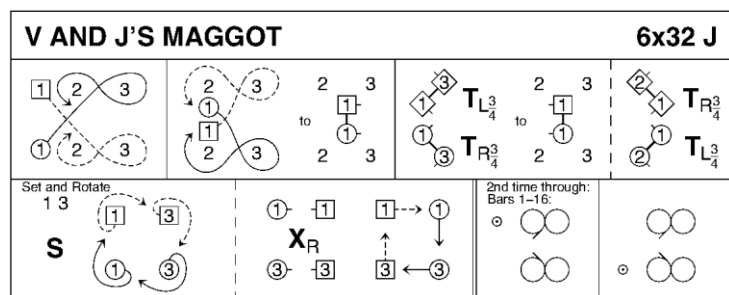 V AND J'S MAGGOT 6x32 J
1 2 3
1 2 3
2 3
1
1
2 3
to
2 3
1
1
2 3
3
1 T L 3/4
1
3 T R 3/4
to
2 3
1
1
2 3
2
1 T R 3/4
1
2 T L 3/4
Set and Rotate
1 3
S
1 3
1 3
1 1
X R
3 3
1 1
3 3
2nd time through:
Bars 1–16: